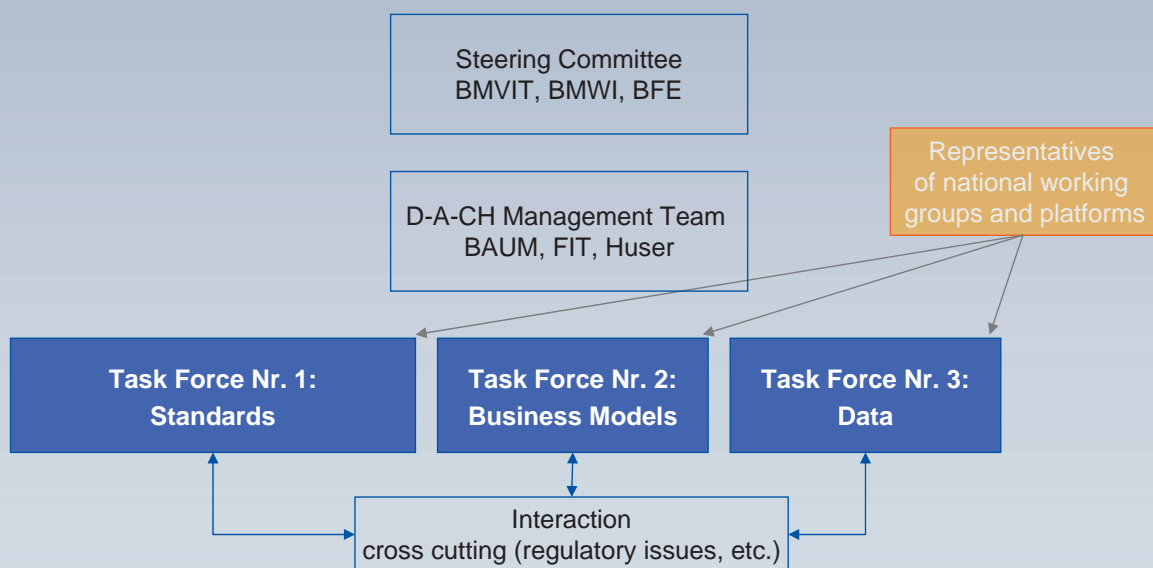 Steering Committee
BMVIT, BMWI, BFE
Representatives
of national working
groups and platforms
D-A-CH Management Team
BAUM, FIT, Huser
Task Force Nr. 1:
Standards
Task Force Nr. 2:
Business Models
Task Force Nr. 3:
Data
Interaction
cross cutting (regulatory issues, etc.)